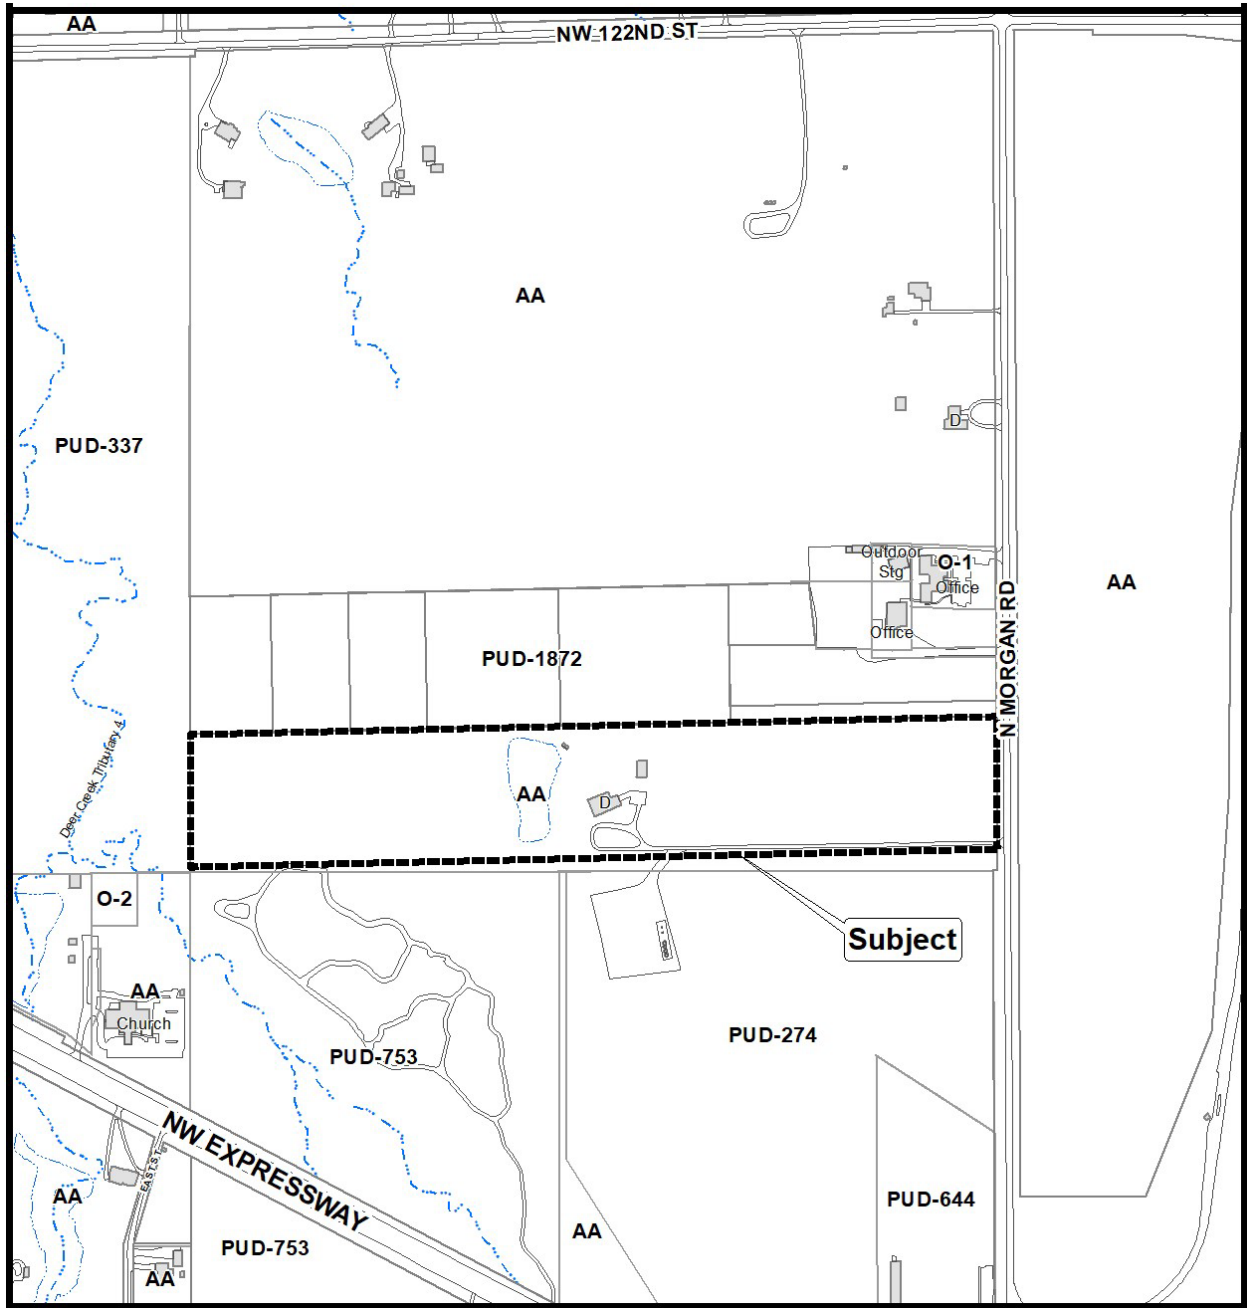 AA
NW 122ND ST
AA
PUD-337
Outdoor
Stg
O-1
Office
AA
Office
N MORGAN RD
PUD-1872
Deer Creek Tributary 4
AA
D
D
O-2
Subject
AA
Church
PUD-753
PUD-274
NW EXPRESSWAY
EAST ST
AA
PUD-644
AA
PUD-753
AA